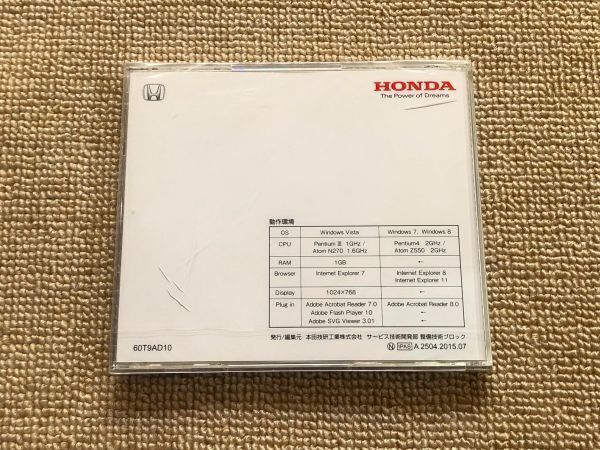 HONDA
The Power of Dreams
動作環境
OS Windows Vista Windows 7, Windows 8
CPU Pentium Ⅲ 1GHz / Pentium4 2GHz /
Atom N270 1.6GHz Atom Z550 2GHz
RAM 1GB ←
Browser Internet Explorer 7 Internet Explorer 8
Internet Explorer 11
Display 1024×768 ←
Plug in Adobe Acrobat Reader 7.0 Adobe Acrobat Reader 8.0
Adobe Flash Player 10 ←
Adobe SVG Viewer 3.01 ←
発行/編集元 本田技研工業株式会社 サービス技術開発部 整備技術ブロック
60T9AD10
N IPAS A 2504.2015.07